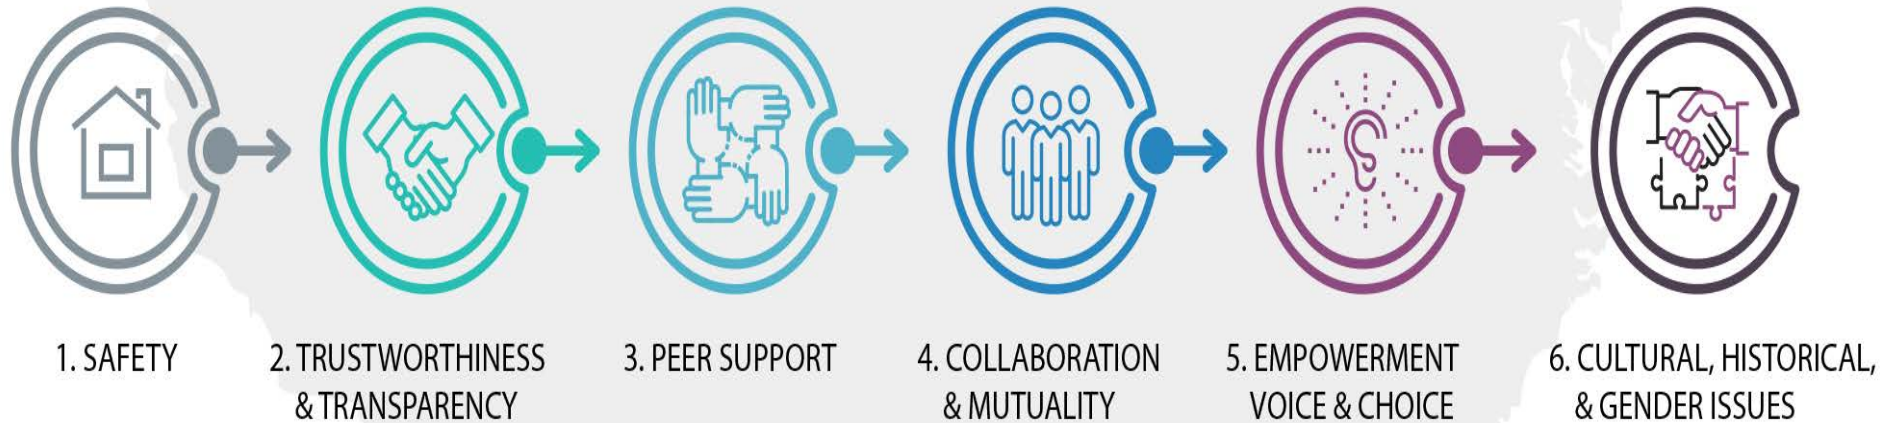 1. SAFETY
2. TRUSTWORTHINESS
& TRANSPARENCY
3. PEER SUPPORT
4. COLLABORATION
& MUTUALITY
5. EMPOWERMENT
VOICE & CHOICE
6. CULTURAL, HISTORICAL,
& GENDER ISSUES